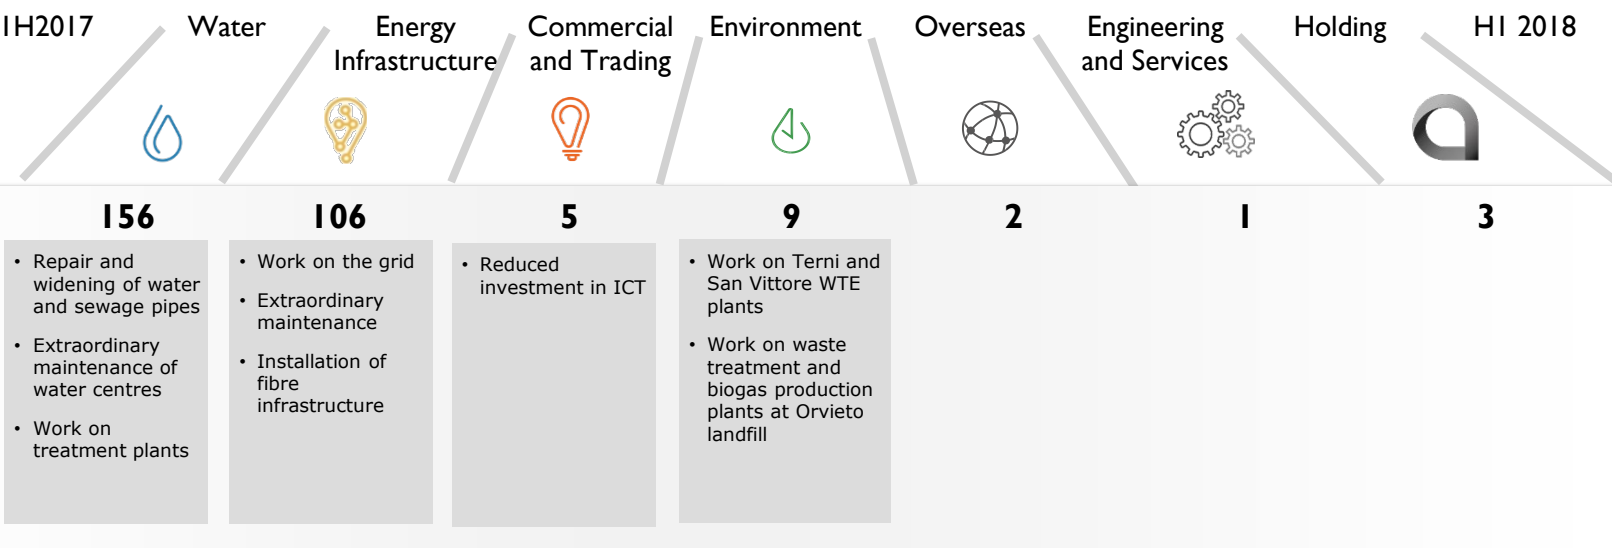 1H2017
Water
Energy
Infrastructure
Commercial
and Trading
Environment
Overseas
Engineering
and Services
Holding
H1 2018
156
106
5
9
2
1
3
• Repair and
widening of water
and sewage pipes
• Extraordinary
maintenance of
water centres
• Work on
treatment plants
• Work on the grid
• Extraordinary
maintenance
• Installation of
fibre
infrastructure
• Reduced
investment in ICT
• Work on Terni and
San Vittore WTE
plants
• Work on waste
treatment and
biogas production
plants at Orvieto
landfill